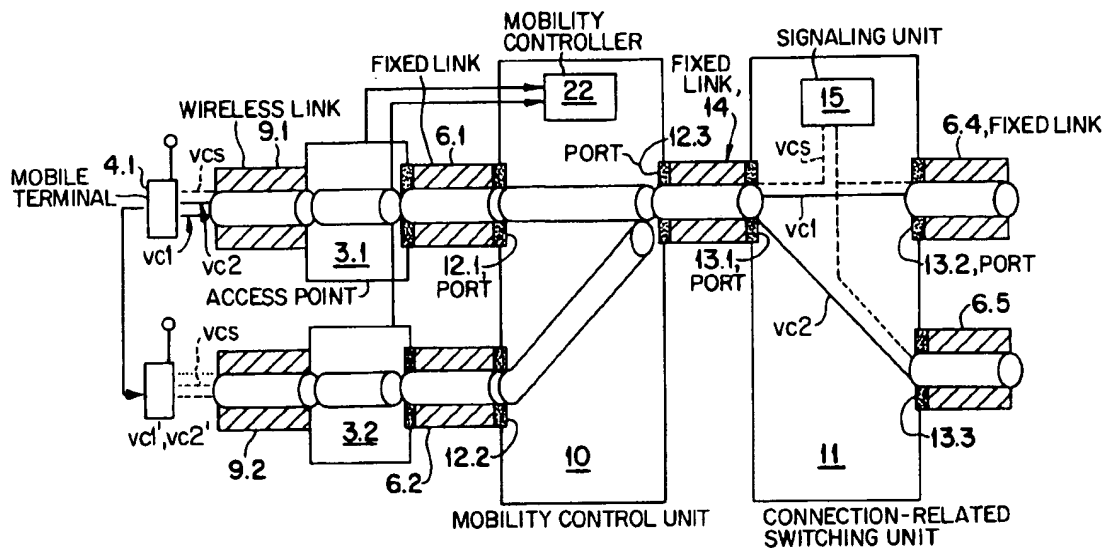 MOBILITY
CONTROLLER
SIGNALING UNIT
FIXED LINK
FIXED
LINK,
14
22
15
WIRELESS LINK
9.1
6.1
12.3
PORT
vcs
6.4, FIXED LINK
4.1
vcs
MOBILE
TERMINAL
vc1
vc2
3.1
12.1,
PORT
13.1,
PORT
vc1
13.2, PORT
ACCESS POINT
vc2
6.5
vcs
vc1', vc2'
9.2
3.2
6.2
12.2
10
11
13.3
MOBILITY CONTROL UNIT
CONNECTION-RELATED
SWITCHING UNIT